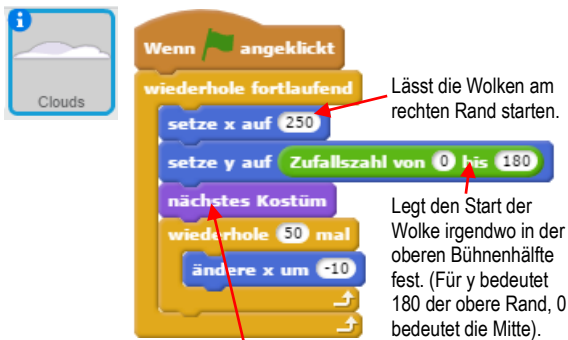 i
Clouds
Wenn angeklickt
wiederhole fortlaufend
setze x auf 250
setze y auf Zufallszahl von 0 bis 180
nächstes Kostüm
wiederhole 50 mal
ändere x um -10
Lässt die Wolken am
rechten Rand starten.
Legt den Start der
Wolke irgendwo in der
oberen Bühnenhälfte
fest. (Für y bedeutet
180 der obere Rand, 0
bedeutet die Mitte).